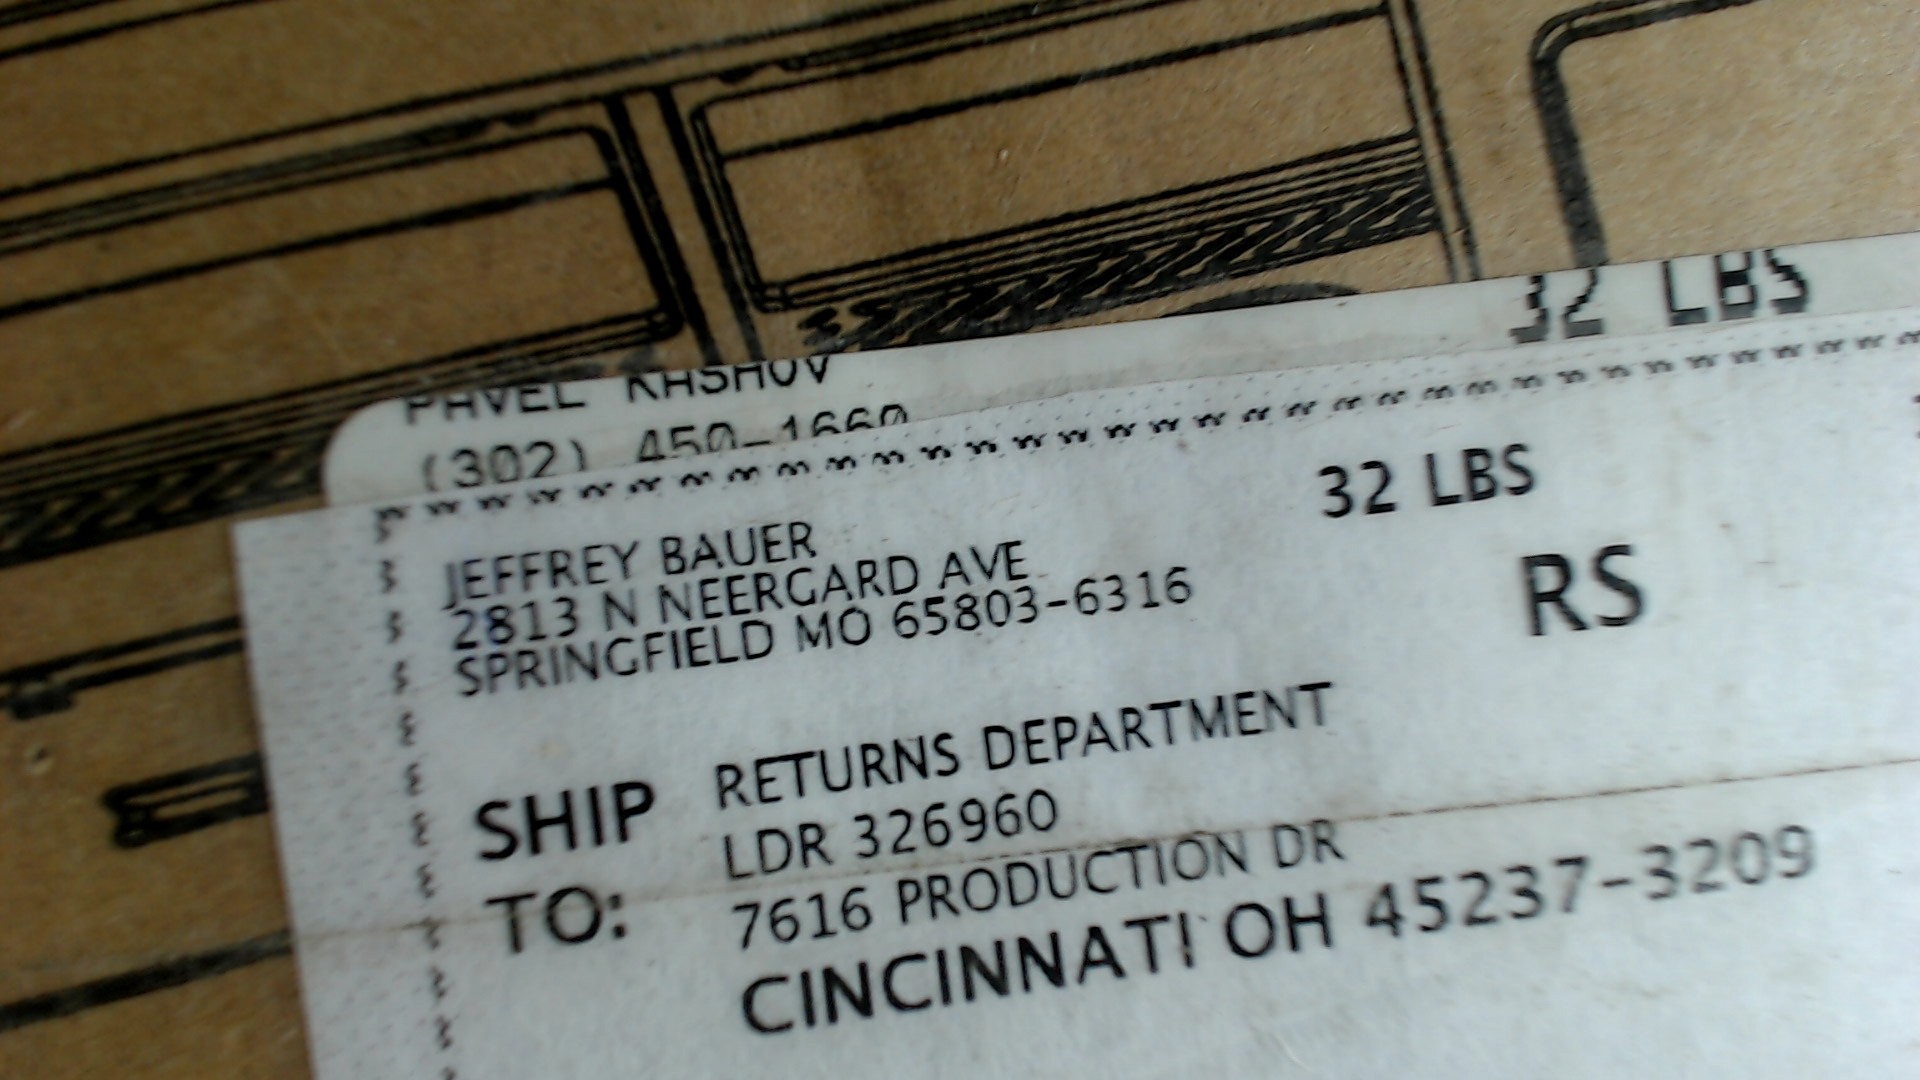 32 LBS
PAVEL KASHOV
(302) 450-1660
32 LBS
JEFFREY BAUER
2813 N NEERGARD AVE
SPRINGFIELD MO 65803-6316
RS
RETURNS DEPARTMENT
LDR 326960
SHIP TO:
7616 PRODUCTION DR
CINCINNATI OH 45237-3209